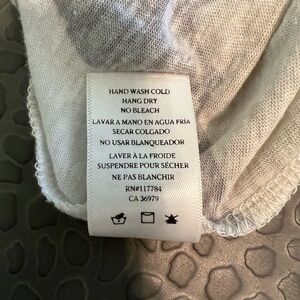 HAND WASH COLD
HANG DRY
NO BLEACH
LAVAR A MANO EN AGUA FRIA
SECAR COLGADO
NO USAR BLANQUEADOR
LAVER À LA FROIDE
SUSPENDRE POUR SÉCHER
NE PAS BLANCHIR
RN#117784
CA 36979